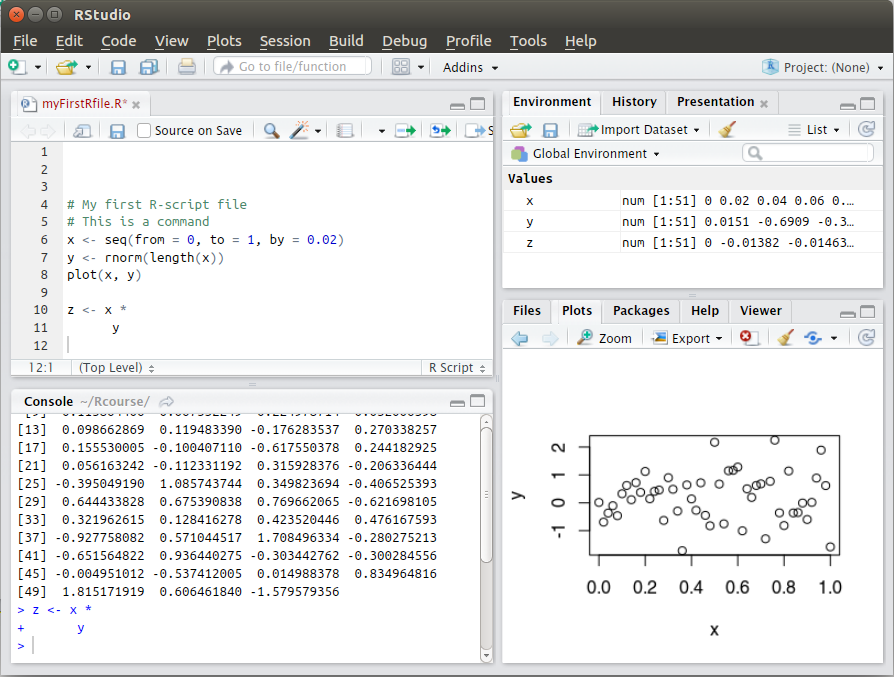 RStudio
File Edit Code View Plots Session Build Debug Profile Tools Help
Go to file/function Addins Project: (None)
myFirstRfile.R*
Source on Save
1
2
3
4 # My first R-script file
5 # This is a command
6 x <- seq(from = 0, to = 1, by = 0.02)
7 y <- rnorm(length(x))
8 plot(x, y)
9
10 z <- x *
11       y
12
12:1 (Top Level) R Script
Console ~/Rcourse/
[13]  0.098662869  0.119483390 -0.176283537  0.270338257
[17]  0.155530005 -0.100407110 -0.617550378  0.244182925
[21]  0.056163242 -0.112331192  0.315928376 -0.206336444
[25] -0.395049190  1.085743744  0.349823694 -0.406525393
[29]  0.644433828  0.675390838  0.769662065 -0.621698105
[33]  0.321962615  0.128416278  0.423520446  0.476167593
[37] -0.927758082  0.571044517  1.708496334 -0.280275213
[41] -0.651564822  0.936440275 -0.303442762 -0.300284556
[45] -0.004951012 -0.537412005  0.014988378  0.834964816
[49]  1.815171919  0.606461840 -1.579579356
> z <- x *
+       y
>
Environment History Presentation
Import Dataset List
Global Environment
Values
x num [1:51] 0 0.02 0.04 0.06 0.…
y num [1:51] 0.0151 -0.6909 -0.3…
z num [1:51] 0 -0.01382 -0.01463…
Files Plots Packages Help Viewer
Zoom Export
2
1
0
-1
y
0.0 0.2 0.4 0.6 0.8 1.0
x